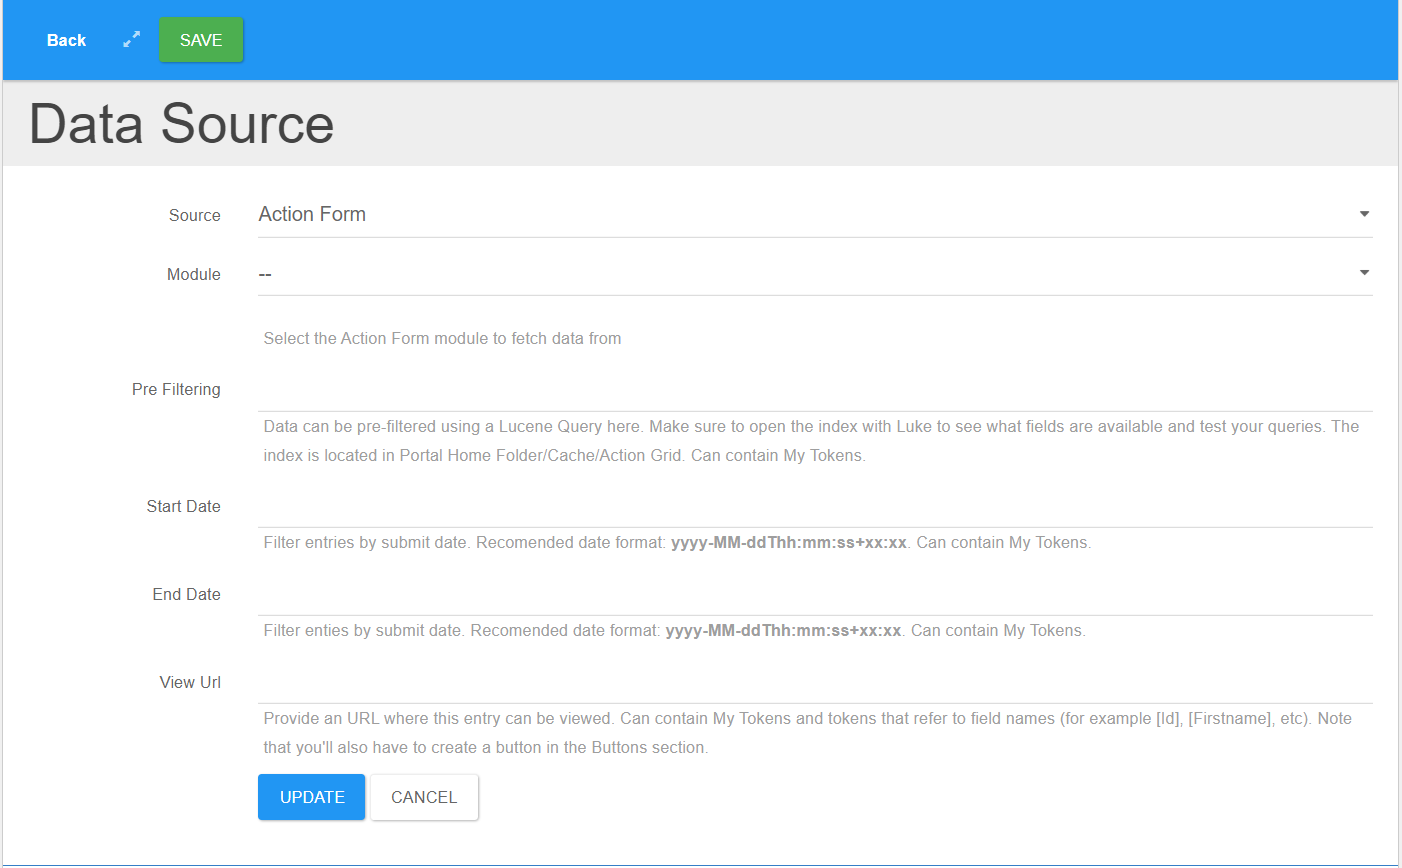 Back
SAVE
Data Source
Source
Action Form
Module
--
Select the Action Form module to fetch data from
Pre Filtering
Data can be pre-filtered using a Lucene Query here. Make sure to open the index with Luke to see what fields are available and test your queries. The
index is located in Portal Home Folder/Cache/Action Grid. Can contain My Tokens.
Start Date
Filter entries by submit date. Recomended date format: yyyy-MM-ddThh:mm:ss+xx:xx. Can contain My Tokens.
End Date
Filter enties by submit date. Recomended date format: yyyy-MM-ddThh:mm:ss+xx:xx. Can contain My Tokens.
View Url
Provide an URL where this entry can be viewed. Can contain My Tokens and tokens that refer to field names (for example [Id], [Firstname], etc). Note
that you'll also have to create a button in the Buttons section.
UPDATE
CANCEL